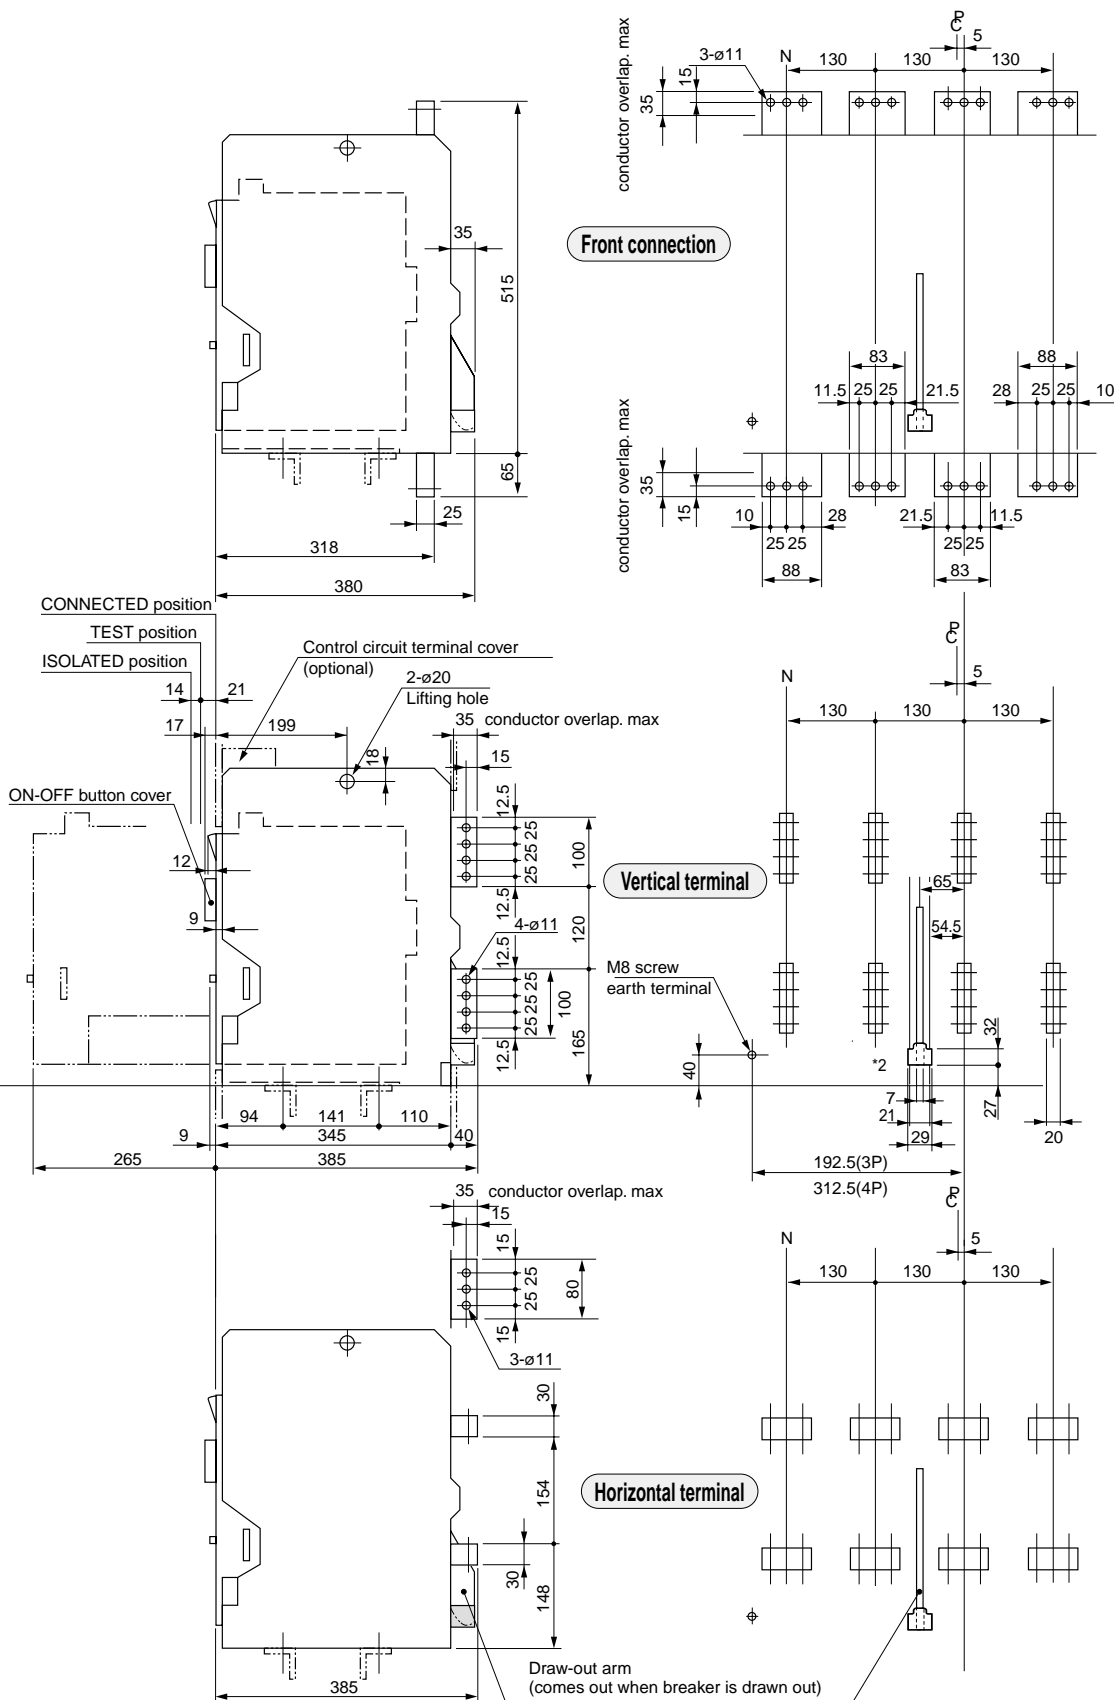 P
C
5
3-ø11
N
130
130
130
15
35
conductor overlap. max
35
515
Front connection
83
88
11.5
25
25
21.5
28
25
25
10
conductor overlap. max
35
15
65
25
318
380
10
25
25
28
21.5
25
25
11.5
88
83
CONNECTED position
TEST position
ISOLATED position
14
21
17
199
Control circuit terminal cover
(optional)
2-ø20
Lifting hole
18
35 conductor overlap. max
15
P
C
5
N
130
130
130
ON-OFF button cover
12
9
12.5
25 25 25
12.5
100
Vertical terminal
4-ø11
120
12.5
25 25 25
12.5
100
165
65
54.5
M8 screw
earth terminal
40
*2
32
27
7
21
29
20
94
141
110
9
345
40
265
385
192.5(3P)
312.5(4P)
35 conductor overlap. max
15
15
25 25
15
80
3-ø11
P
C
5
N
130
130
130
30
154
Horizontal terminal
30
148
Draw-out arm
(comes out when breaker is drawn out)
385